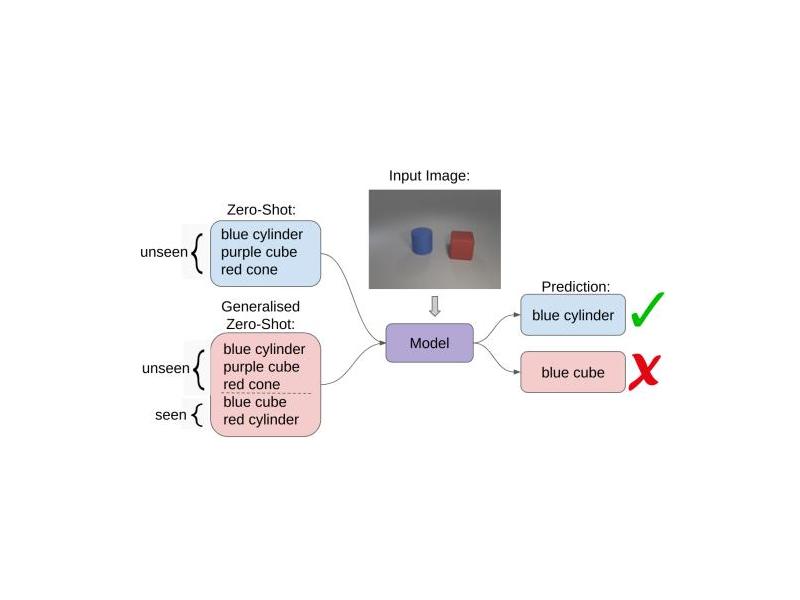 Input Image:
Zero-Shot:
unseen
blue cylinder
purple cube
red cone
Generalised
Zero-Shot:
unseen
blue cylinder
purple cube
red cone
seen
blue cube
red cylinder
Model
Prediction:
blue cylinder
blue cube